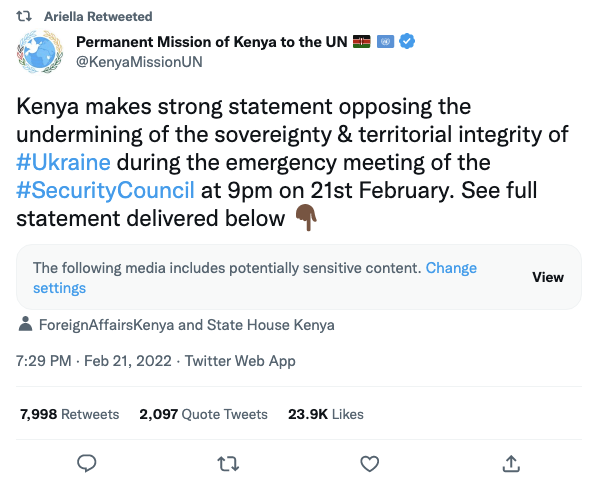 Ariella Retweeted
Permanent Mission of Kenya to the UN 🇰🇪 🇺🇳
@KenyaMissionUN
Kenya makes strong statement opposing the
undermining of the sovereignty & territorial integrity of
#Ukraine during the emergency meeting of the
#SecurityCouncil at 9pm on 21st February. See full
statement delivered below 👇🏿
The following media includes potentially sensitive content. Change
settings
View
ForeignAffairsKenya and State House Kenya
7:29 PM · Feb 21, 2022 · Twitter Web App
7,998 Retweets 2,097 Quote Tweets 23.9K Likes